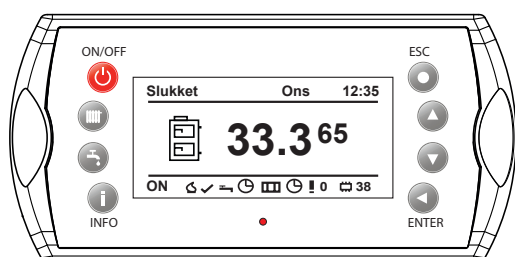 ON/OFF
ESC
Slukket Ons 12:35
33.3 65
ON 0 38
INFO
ENTER